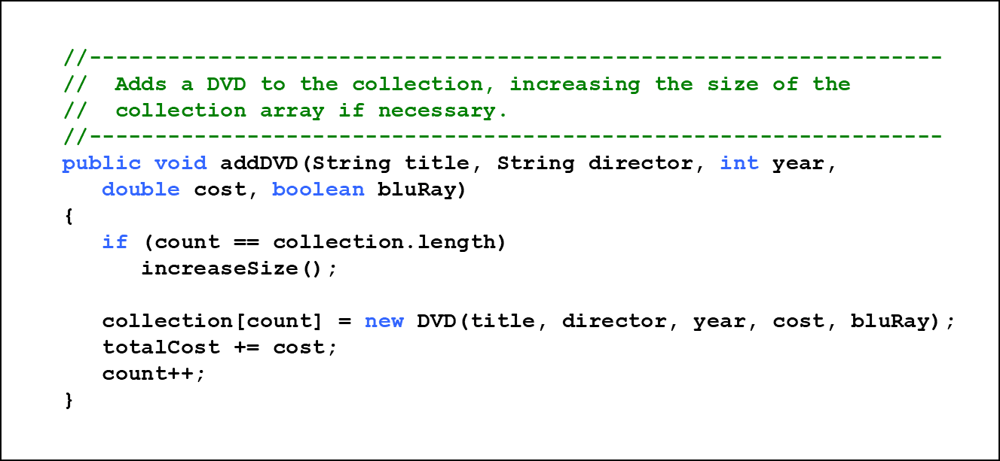 //-----------------------------------------------------------------
//  Adds a DVD to the collection, increasing the size of the
//  collection array if necessary.
//-----------------------------------------------------------------
public void addDVD(String title, String director, int year,
   double cost, boolean bluRay)
{
   if (count == collection.length)
      increaseSize();

   collection[count] = new DVD(title, director, year, cost, bluRay);
   totalCost += cost;
   count++;
}